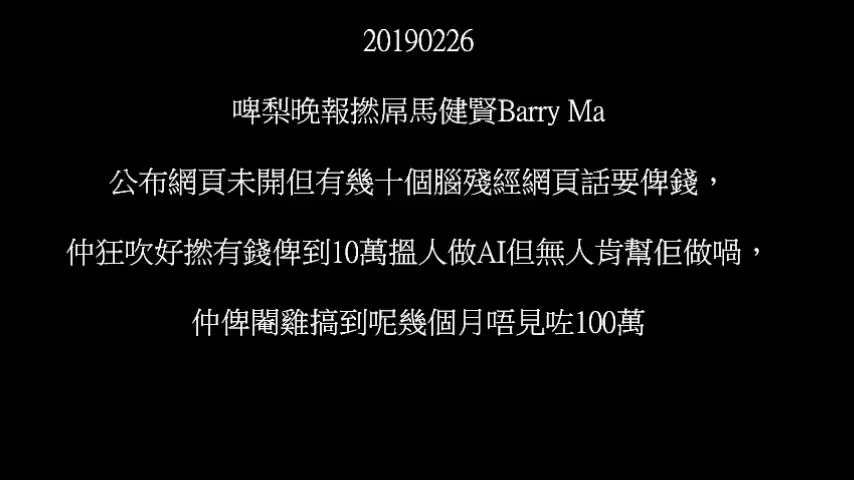 20190226
啤梨晚報撚屌馬健賢Barry Ma
公布網頁未開但有幾十個腦殘經網頁話要俾錢，
仲狂吹好撚有錢俾到10萬搵人做AI但無人肯幫佢做喎，
仲俾閹雞搞到呢幾個月唔見咗100萬